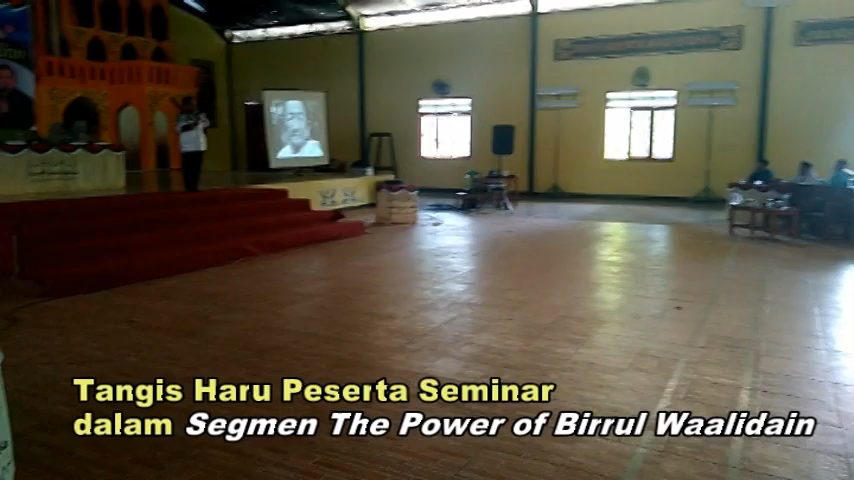 Tangis Haru Peserta Seminar
dalam Segmen The Power of Birrul Waalidain